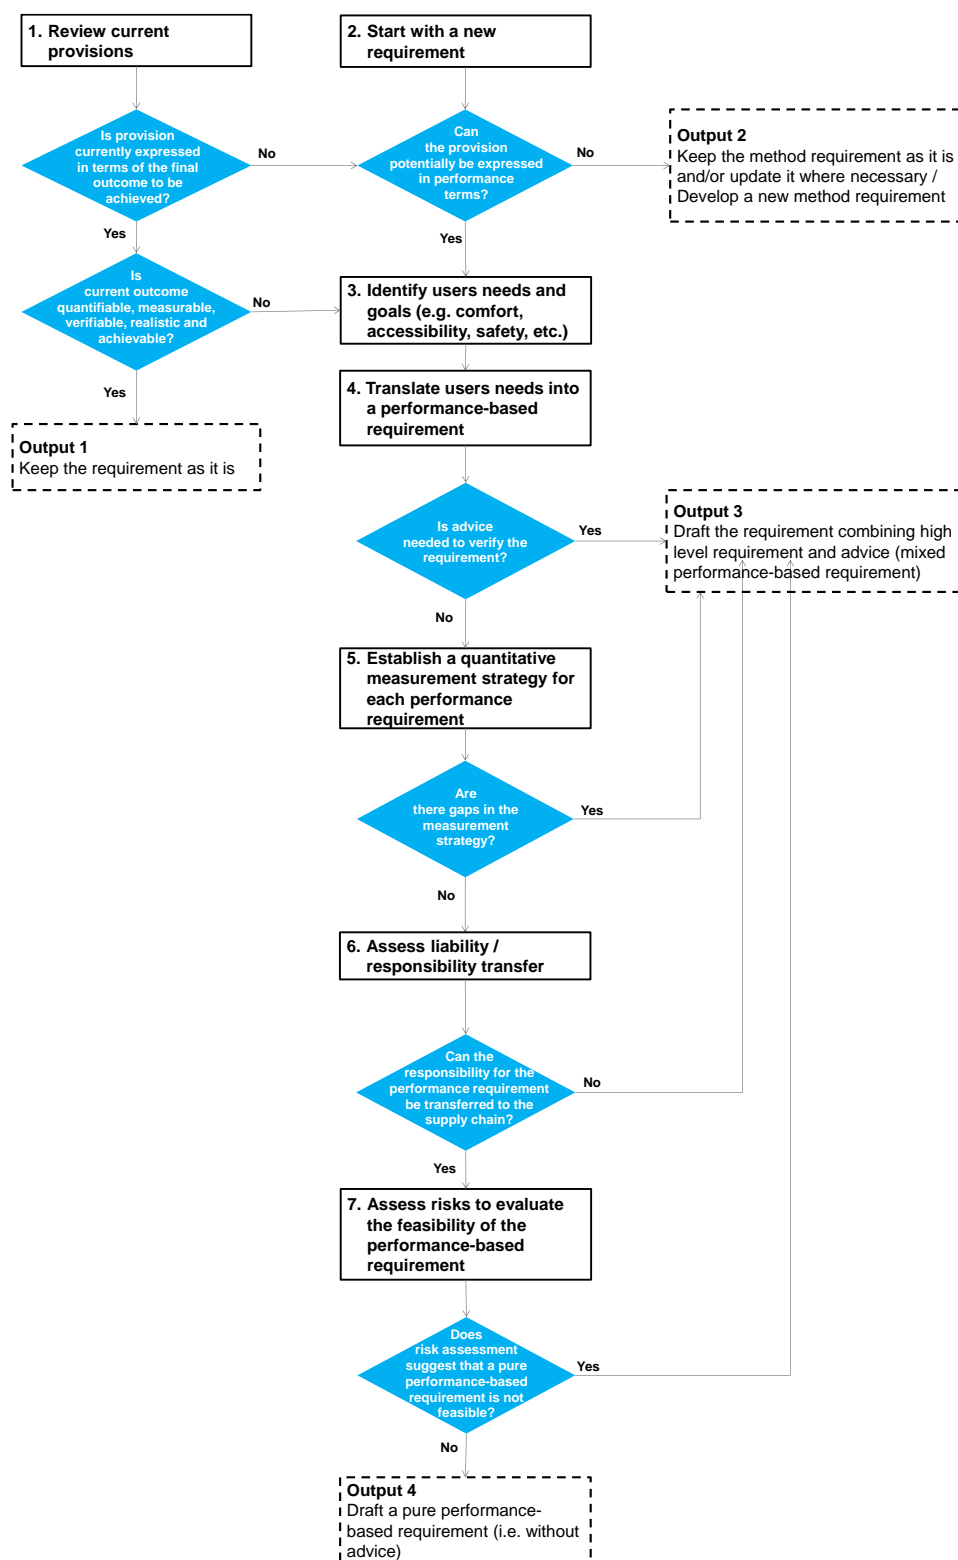 1. Review current
provisions
2. Start with a new
requirement
Is provision
currently expressed
in terms of the final
outcome to be
achieved?
No
Can
the provision
potentially be expressed
in performance
terms?
No
Output 2
Keep the method requirement as it is
and/or update it where necessary /
Develop a new method requirement
Yes
Yes
Is
current outcome
quantifiable, measurable,
verifiable, realistic and
achievable?
No
3. Identify users needs and
goals (e.g. comfort,
accessibility, safety, etc.)
Yes
4. Translate users needs into
a performance-based
requirement
Output 1
Keep the requirement as it is
Is advice
needed to verify the
requirement?
Yes
Output 3
Draft the requirement combining high
level requirement and advice (mixed
performance-based requirement)
No
5. Establish a quantitative
measurement strategy for
each performance
requirement
Are
there gaps in the
measurement
strategy?
Yes
No
6. Assess liability /
responsibility transfer
Can the
responsibility for the
performance requirement
be transferred to the
supply chain?
No
Yes
7. Assess risks to evaluate
the feasibility of the
performance-based
requirement
Does
risk assessment
suggest that a pure
performance-based
requirement is not
feasible?
Yes
No
Output 4
Draft a pure performance-
based requirement (i.e. without
advice)